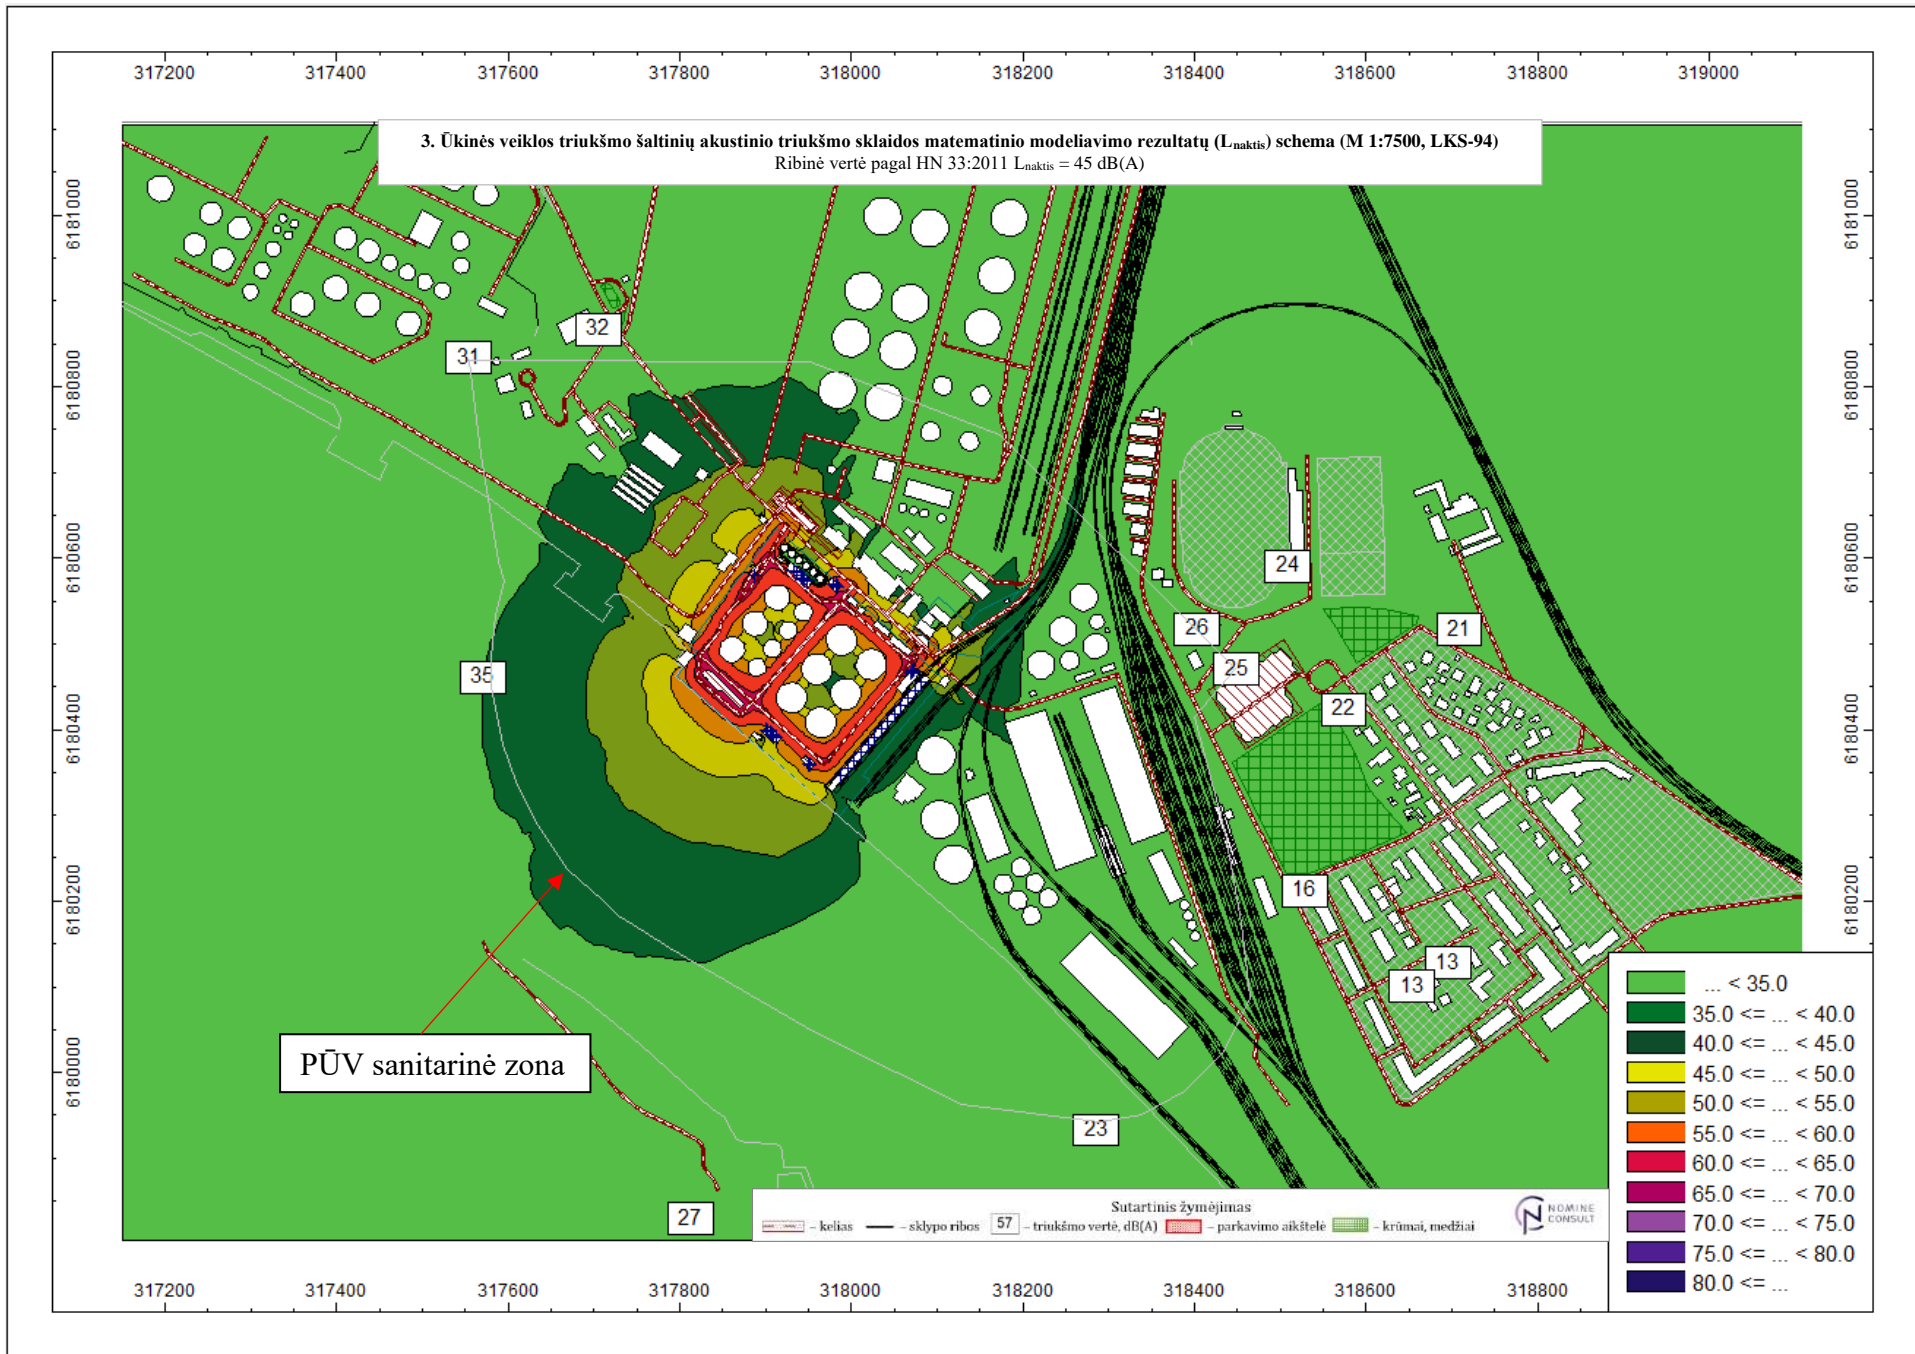 317200 317400 317600 317800 318000 318200 318400 318600 318800 319000
3. Ūkinės veiklos triukšmo šaltinių akustinio triukšmo sklaidos matematinio modeliavimo rezultatų (Lnaktis) schema (M 1:7500, LKS-94)
Ribinė vertė pagal HN 33:2011 Lnaktis = 45 dB(A)
6181000 6181000
32
31
6180800 6180800
6180600 6180600
24
26
21
25
35
22
6180400 6180400
16
6180200 6180200
13
13
PŪV sanitarinė zona
6180000 6180000
23
27
... < 35.0
35.0 <= ... < 40.0
40.0 <= ... < 45.0
45.0 <= ... < 50.0
50.0 <= ... < 55.0
55.0 <= ... < 60.0
60.0 <= ... < 65.0
65.0 <= ... < 70.0
70.0 <= ... < 75.0
75.0 <= ... < 80.0
80.0 <= ...
Sutartinis žymėjimas
– kelias – sklypo ribos 57 – triukšmo vertė, dB(A) – parkavimo aikštelė – krūmai, medžiai
NOMINE
CONSULT
317200 317400 317600 317800 318000 318200 318400 318600 318800